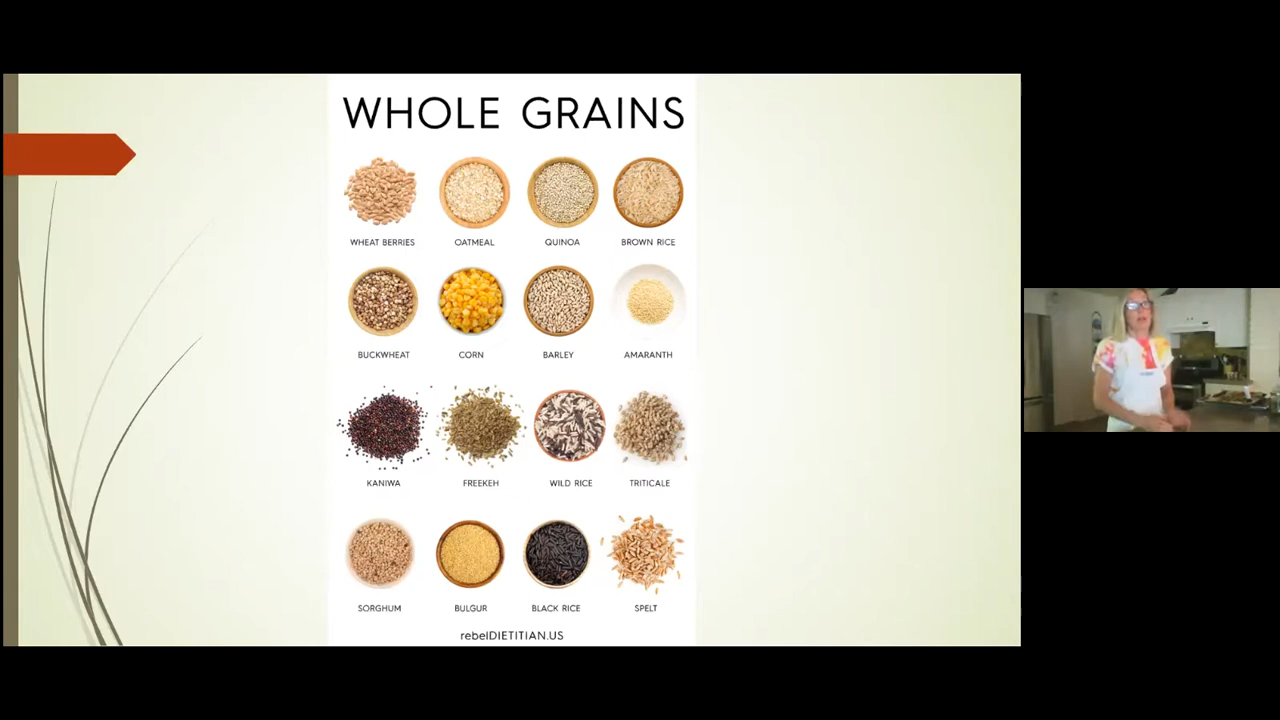 WHOLE GRAINS
WHEAT BERRIES
OATMEAL
QUINOA
BROWN RICE
BUCKWHEAT
CORN
BARLEY
AMARANTH
KANIWA
FREEKEH
WILD RICE
TRITICALE
SORGHUM
BULGUR
BLACK RICE
SPELT
rebelDIETITIAN.US